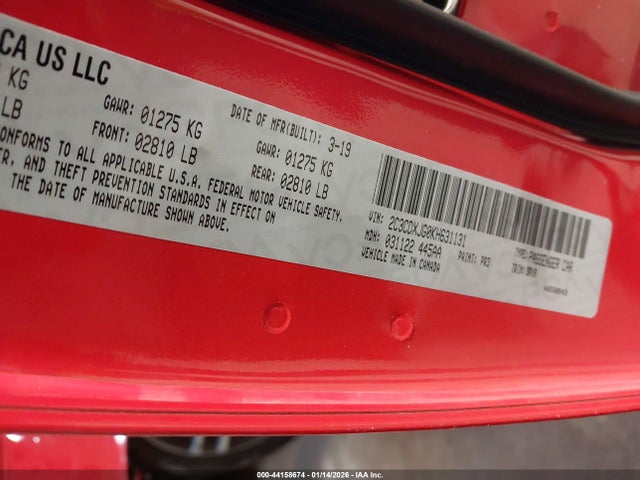 CA US LLC
KG
LB
GAWR: 01275 KG
FRONT: 02810 LB
DATE OF MFR(BUILT): 3-19
GAWR: 01275 KG
REAR: 02810 LB
CONFORMS TO ALL APPLICABLE U.S.A. FEDERAL MOTOR VEHICLE SAFETY,
ER, AND THEFT PREVENTION STANDARDS IN EFFECT
THE DATE OF MANUFACTURE SHOWN ABOVE.
VIN: 2C3CDXJG0KH631131
MDH: 031122 445AA
PAINT: PR3
TYPE: PASSENGER CAR
VEHICLE MADE IN CANADA
000-44158674 - 01/14/2026 - IAA Inc.